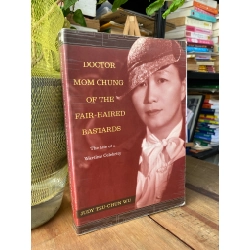 DOCTOR
MOM CHUNG
OF THE
FAIR-HAIRED
BASTARDS
The Life of a
Wartime Celebrity
JUDY TZU-CHUN WU